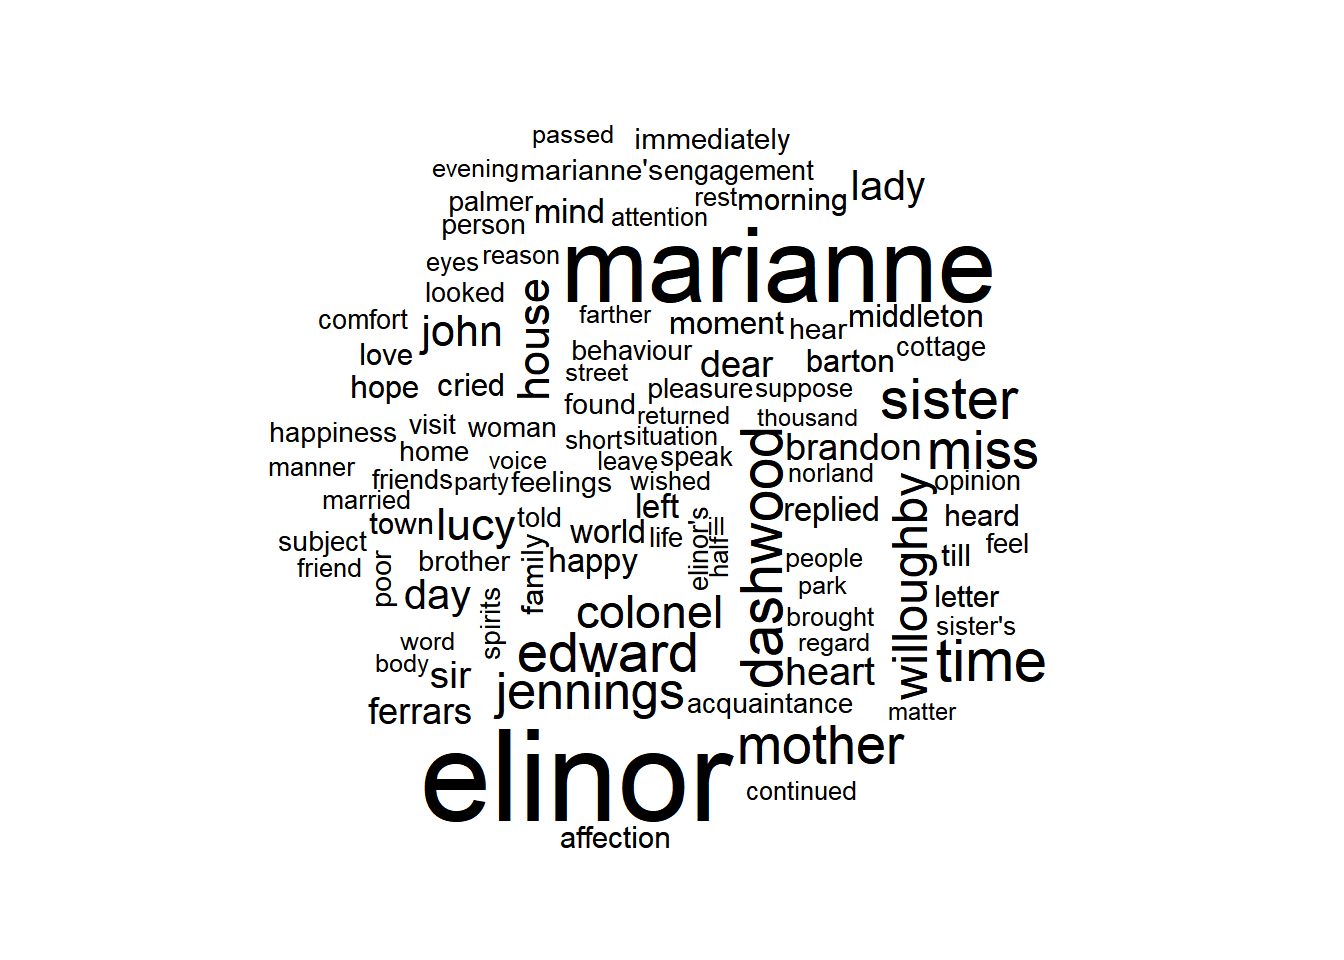 passed immediately
evening marianne's engagement
palmer mind attention rest morning lady
person
marianne
eyes reason
looked house
comfort john farther moment hear middleton
love behaviour dear barton cottage
hope cried street pleasure suppose sister
found returned thousand
happiness visit woman short situation dashwood brandon miss
manner home voice leave speak norland
friends party feelings wished willoughby opinion
married left replied
town lucy told world life elinor's half ill heard
subject brother family happy people till feel
friend poor day spirits colonel park letter
brought sister's
word edward regard time
body sir jennings heart
ferrars acquaintance matter
elinor mother
continued
affection